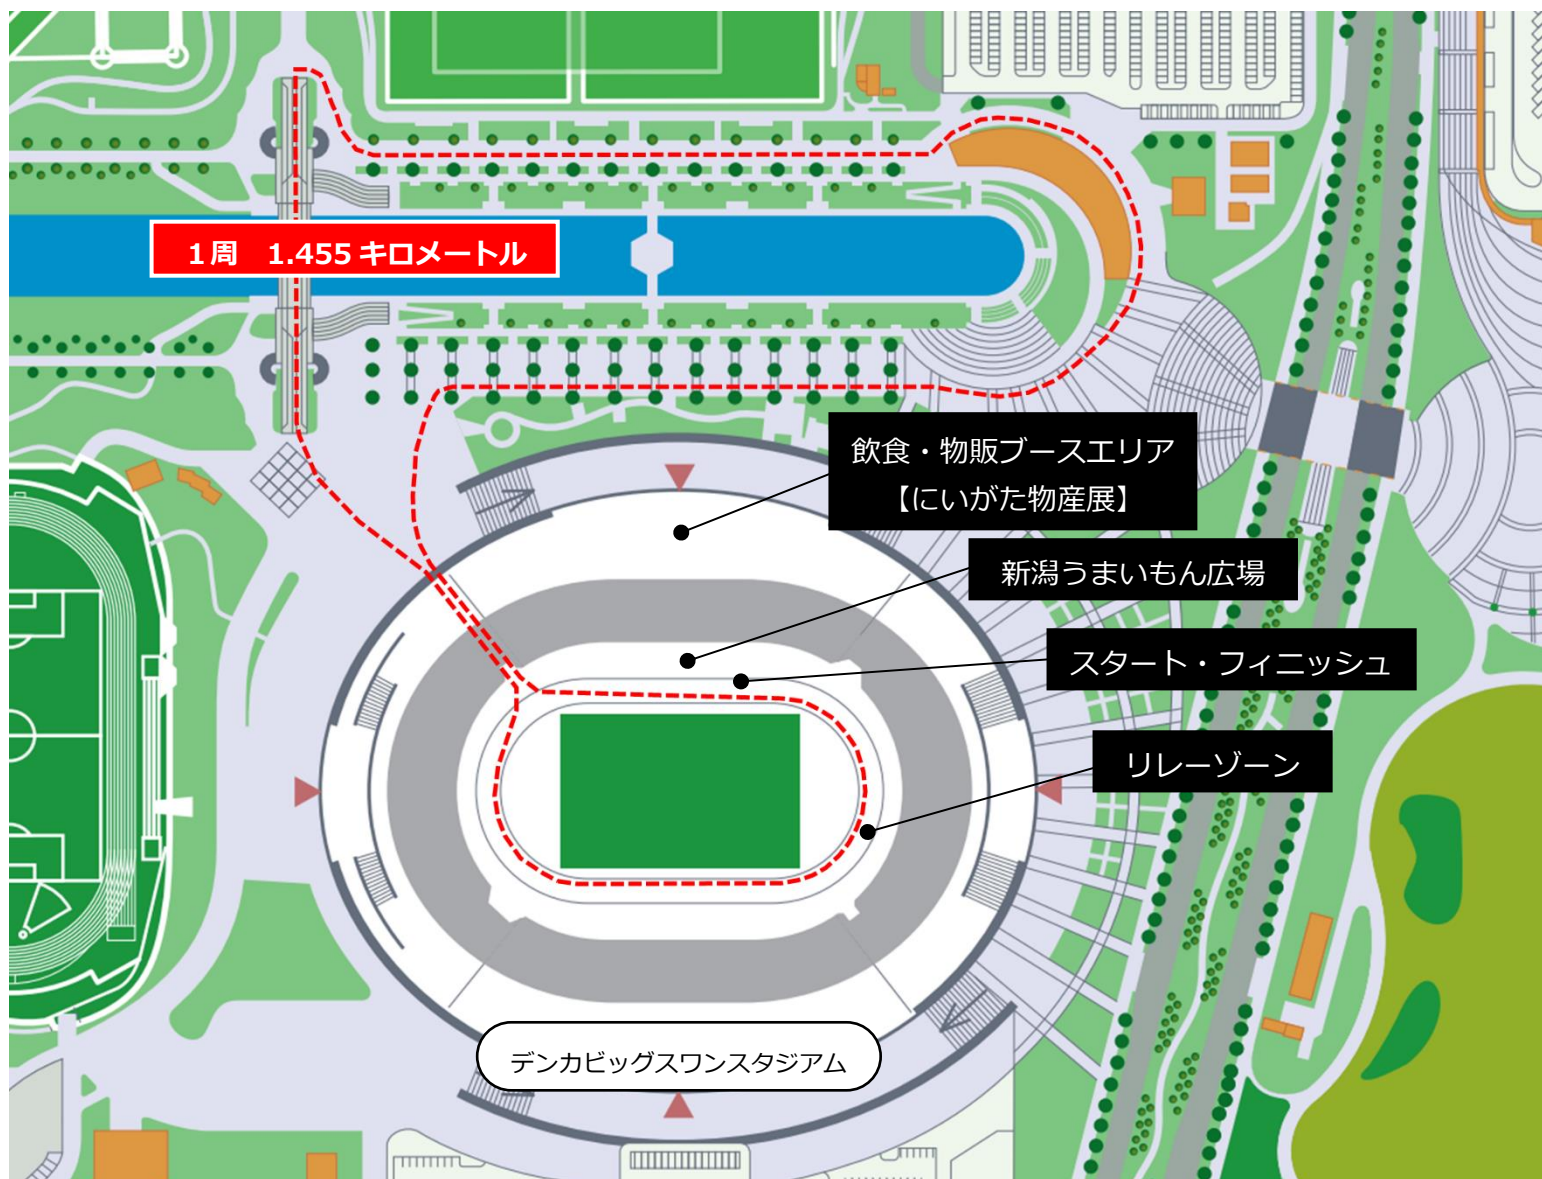 １周　1.455 キロメートル
飲食・物販ブースエリア
【にいがた物産展】
新潟うまいもん広場
スタート・フィニッシュ
リレーゾーン
デンカビッグスワンスタジアム